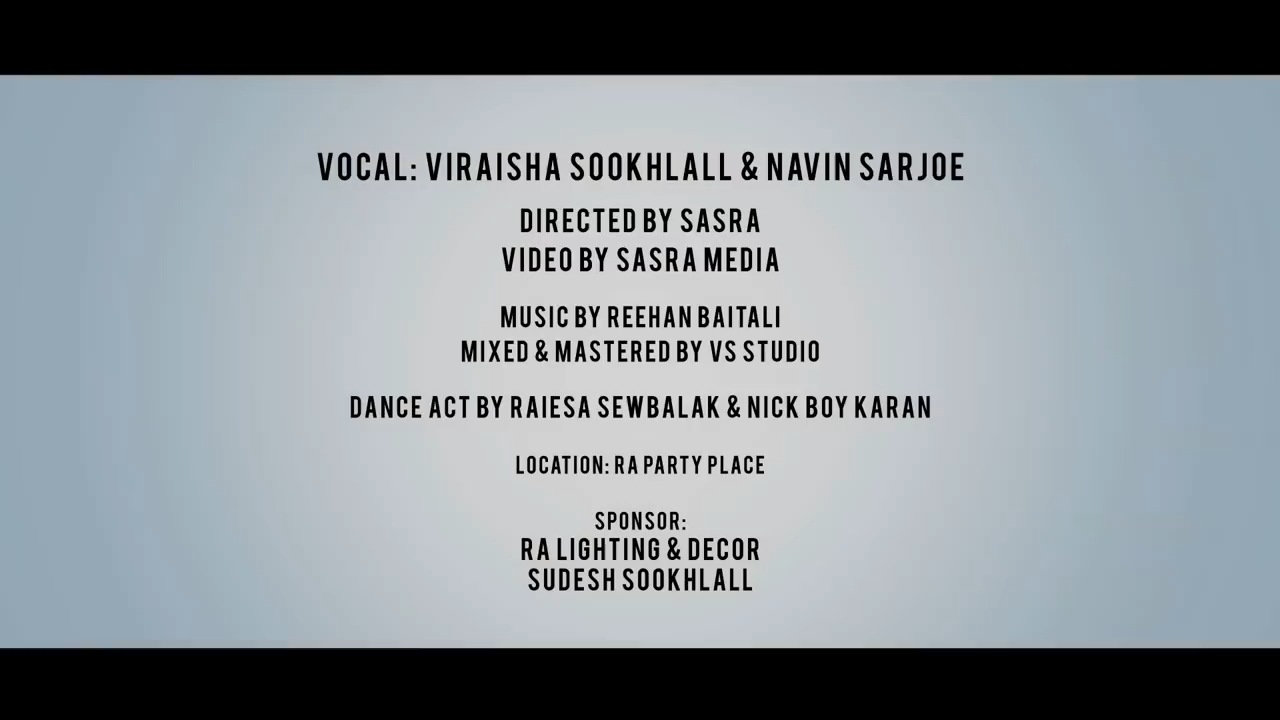 VOCAL: VIRAISHA SOOKHLALL & NAVIN SARJOE
DIRECTED BY SASRA
VIDEO BY SASRA MEDIA
MUSIC BY REEHAN BAITALI
MIXED & MASTERED BY VS STUDIO
DANCE ACT BY RAIESA SEWBALAK & NICK BOY KARAN
LOCATION: RA PARTY PLACE
SPONSOR:
RA LIGHTING & DECOR
SUDESH SOOKHLALL